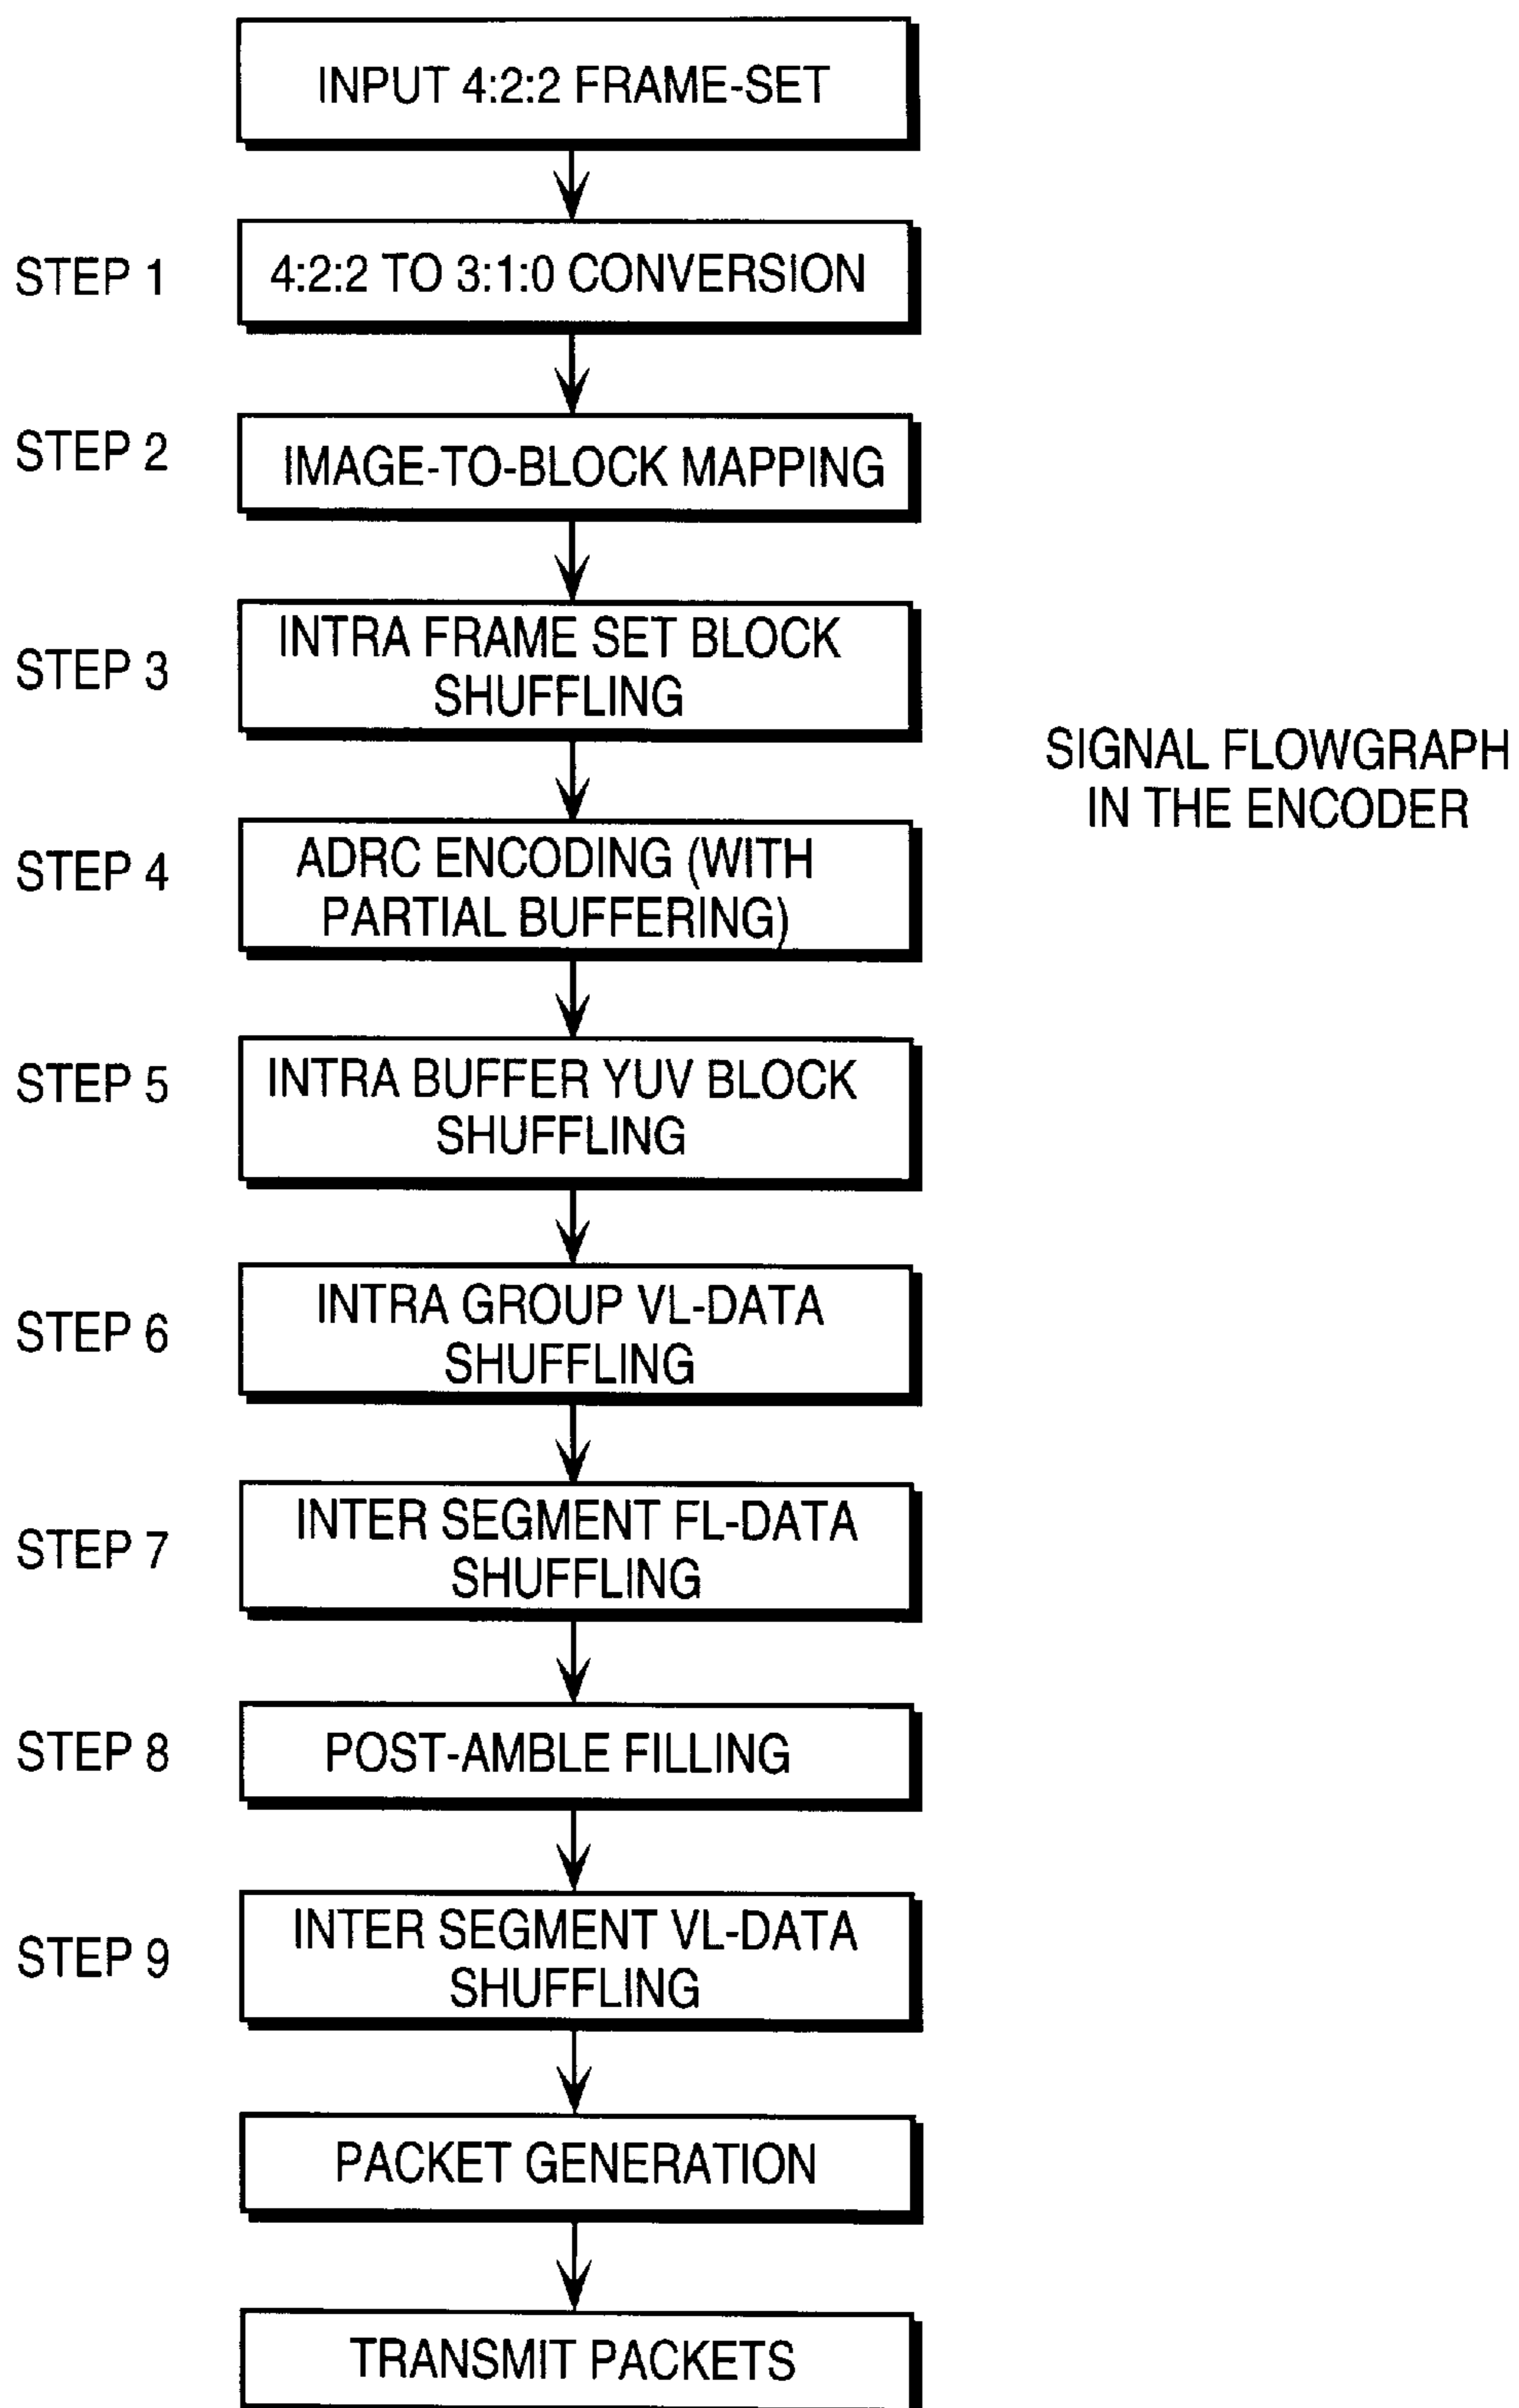 INPUT 4:2:2 FRAME-SET
STEP 1
4:2:2 TO 3:1:0 CONVERSION
STEP 2
IMAGE-TO-BLOCK MAPPING
STEP 3
INTRA FRAME SET BLOCK
SHUFFLING
SIGNAL FLOWGRAPH
IN THE ENCODER
STEP 4
ADRC ENCODING (WITH
PARTIAL BUFFERING)
STEP 5
INTRA BUFFER YUV BLOCK
SHUFFLING
STEP 6
INTRA GROUP VL-DATA
SHUFFLING
STEP 7
INTER SEGMENT FL-DATA
SHUFFLING
STEP 8
POST-AMBLE FILLING
STEP 9
INTER SEGMENT VL-DATA
SHUFFLING
PACKET GENERATION
TRANSMIT PACKETS